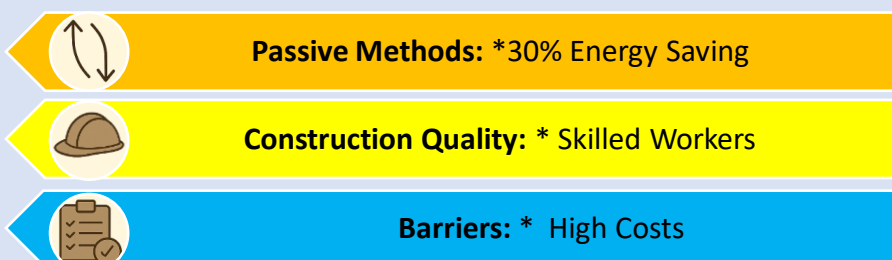 Passive Methods: *30% Energy Saving
Construction Quality: * Skilled Workers
Barriers: * High Costs